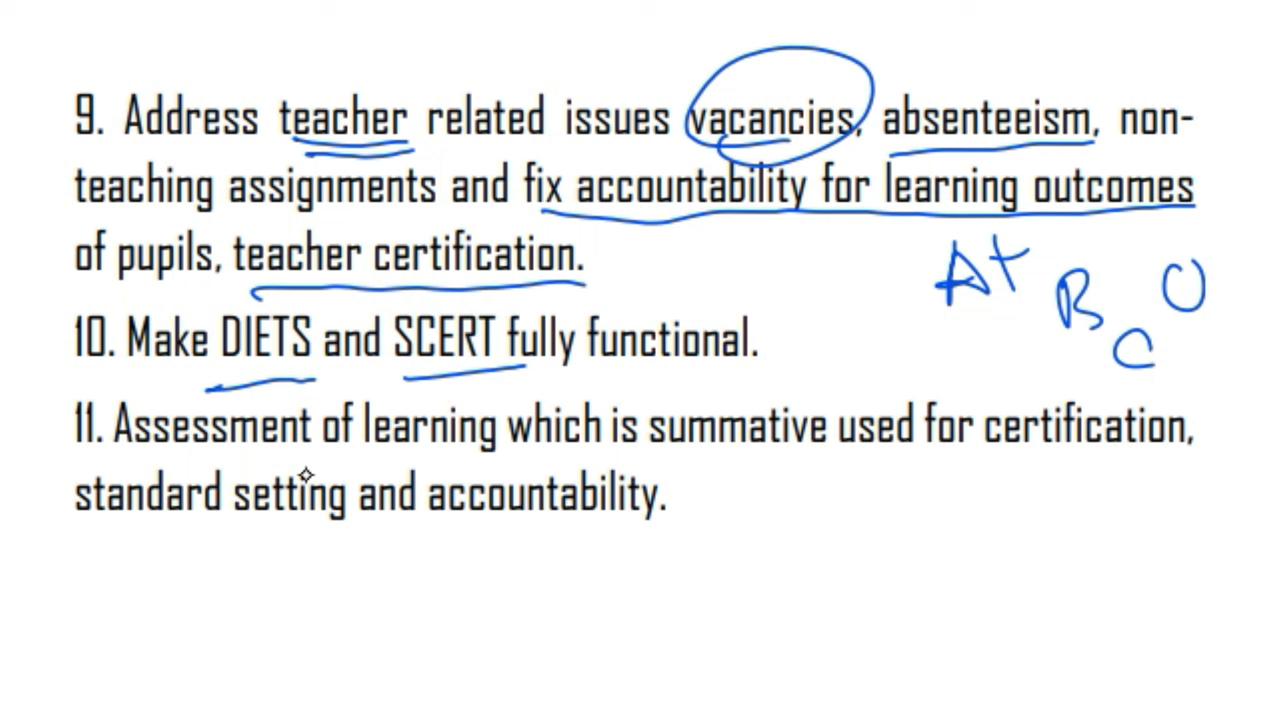 9. Address teacher related issues vacancies, absenteeism, non-
teaching assignments and fix accountability for learning outcomes
of pupils, teacher certification.
A+ B C O
10. Make DIETS and SCERT fully functional.
11. Assessment of learning which is summative used for certification,
standard setting and accountability.